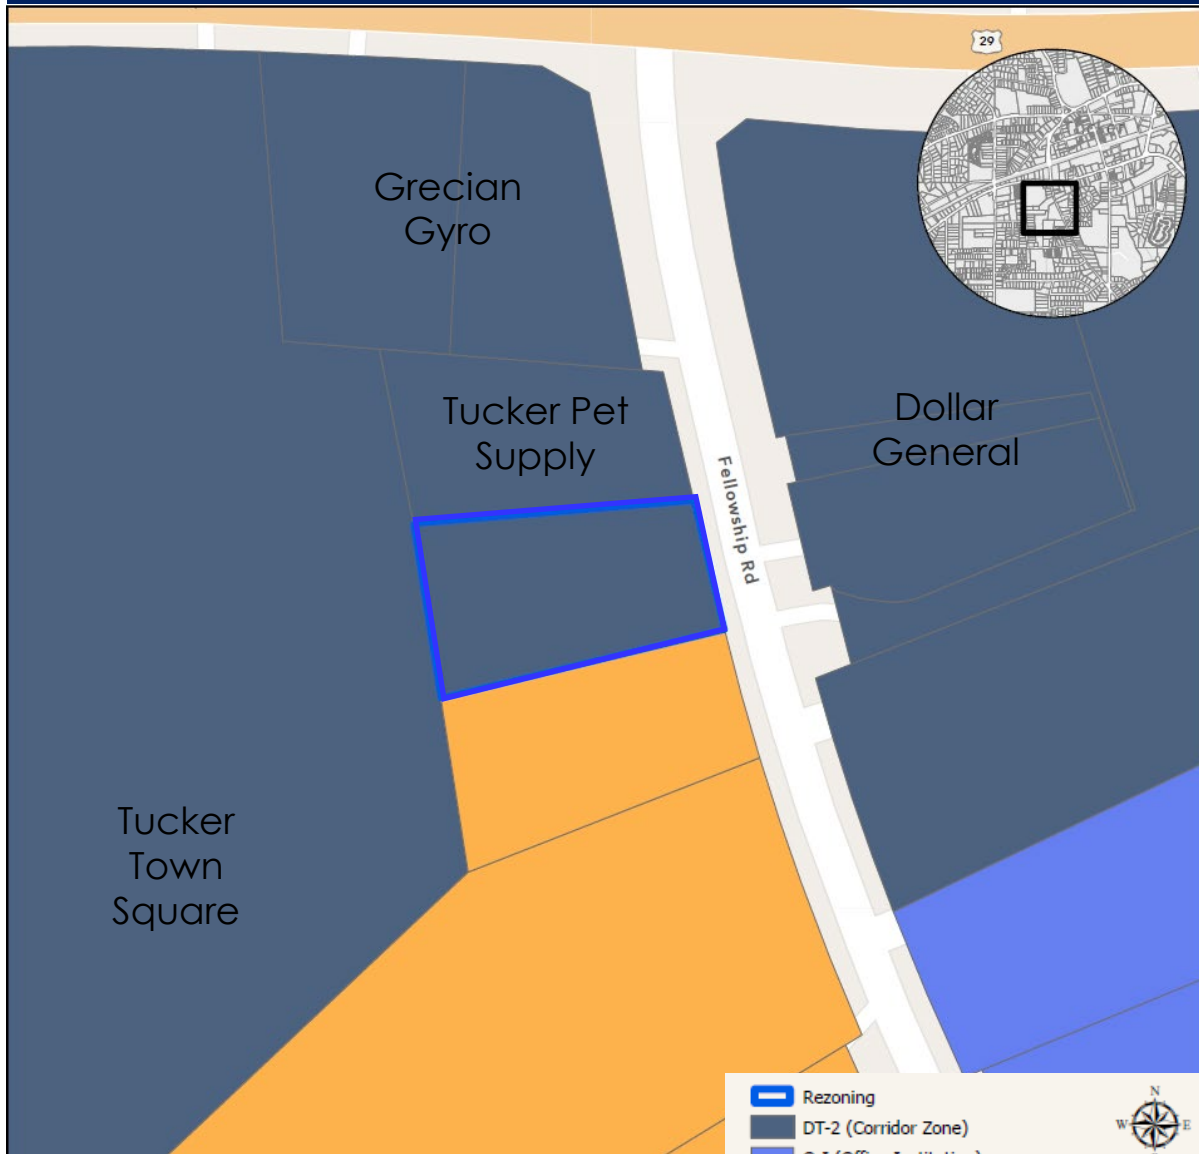 29
Grecian
Gyro
Tucker Pet
Supply
Dollar
General
Fellowship Rd
Tucker
Town
Square
Rezoning
DT-2 (Corridor Zone)
N
W
E